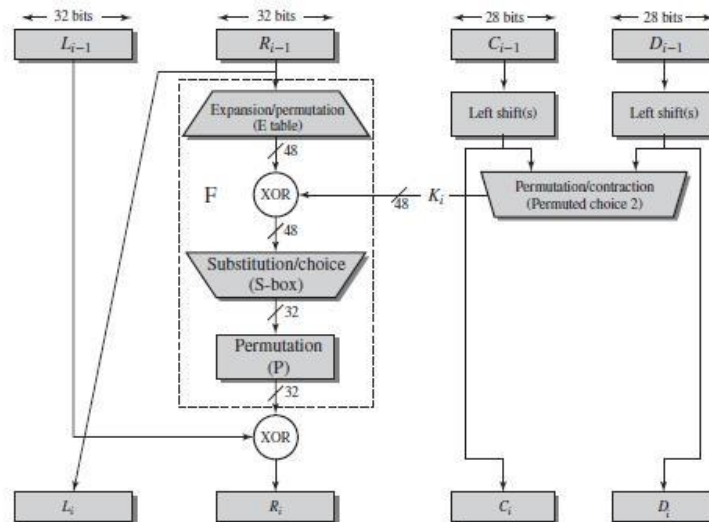 32 bits
32 bits
28 bits
28 bits
L_{i-1}
R_{i-1}
C_{i-1}
D_{i-1}
Expansion/permutation
(E table)
Left shift(s)
Left shift(s)
48
F
XOR
48
K_i
Permutation/contraction
(Permuted choice 2)
48
Substitution/choice
(S-box)
32
Permutation
(P)
32
XOR
L_i
R_i
C_i
D_i